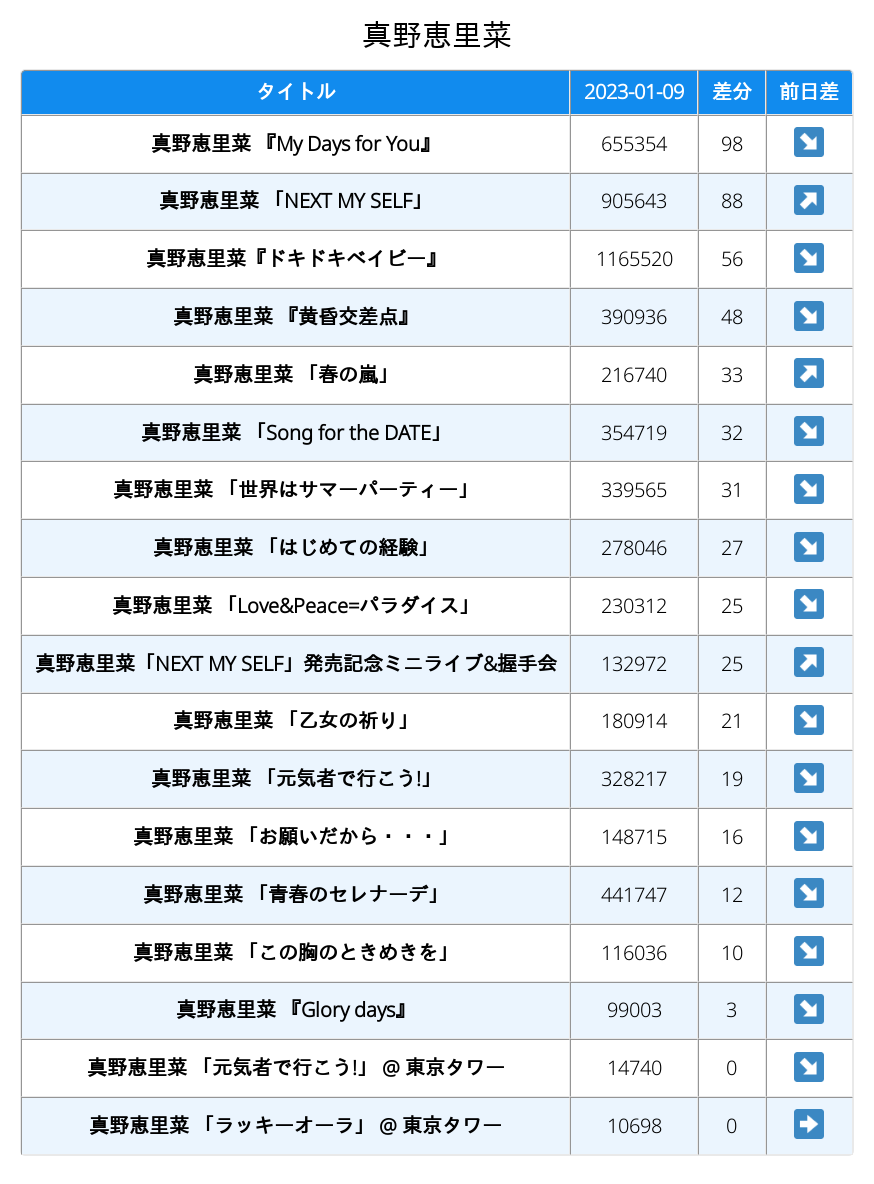 真野恵里菜
タイトル 2023-01-09 差分 前日差
真野恵里菜 『My Days for You』 655354 98 ↘
真野恵里菜 「NEXT MY SELF」 905643 88 ↗
真野恵里菜『ドキドキベイビー』 1165520 56 ↘
真野恵里菜 『黄昏交差点』 390936 48 ↘
真野恵里菜 「春の嵐」 216740 33 ↗
真野恵里菜 「Song for the DATE」 354719 32 ↘
真野恵里菜 「世界はサマーパーティー」 339565 31 ↘
真野恵里菜 「はじめての経験」 278046 27 ↘
真野恵里菜 「Love&Peace=パラダイス」 230312 25 ↘
真野恵里菜「NEXT MY SELF」発売記念ミニライブ&握手会 132972 25 ↗
真野恵里菜 「乙女の祈り」 180914 21 ↘
真野恵里菜 「元気者で行こう!」 328217 19 ↘
真野恵里菜 「お願いだから・・・」 148715 16 ↘
真野恵里菜 「青春のセレナーデ」 441747 12 ↘
真野恵里菜 「この胸のときめきを」 116036 10 ↘
真野恵里菜 『Glory days』 99003 3 ↘
真野恵里菜 「元気者で行こう!」 @ 東京タワー 14740 0 ↘
真野恵里菜 「ラッキーオーラ」 @ 東京タワー 10698 0 ➡